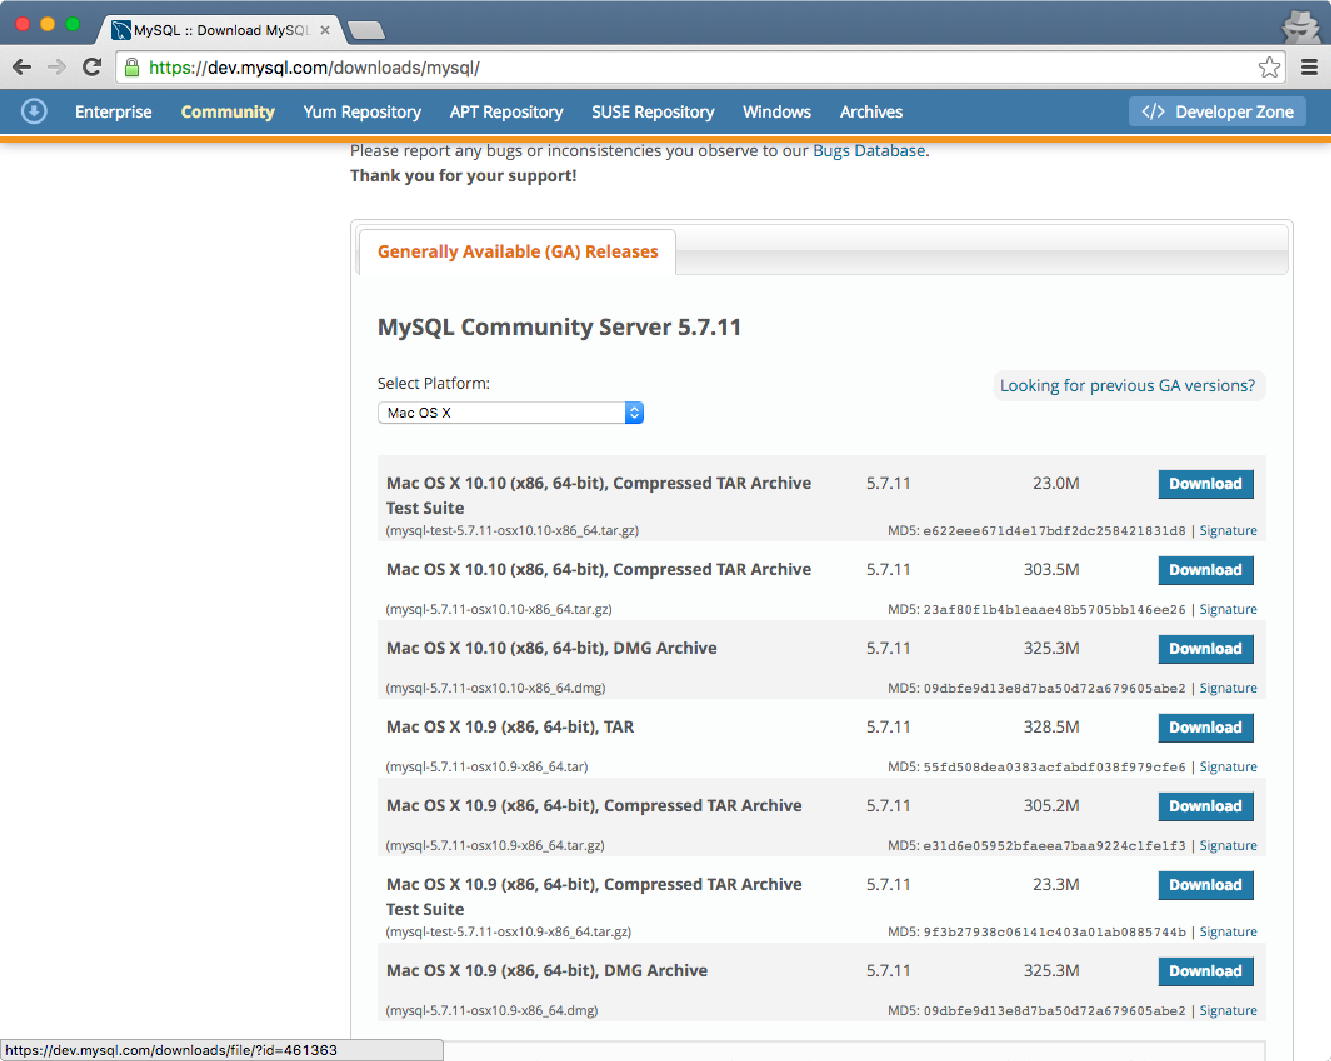 MySQL :: Download MySQL
https://dev.mysql.com/downloads/mysql/
Enterprise Community Yum Repository APT Repository SUSE Repository Windows Archives </> Developer Zone
Please report any bugs or inconsistencies you observe to our Bugs Database.
Thank you for your support!
Generally Available (GA) Releases
MySQL Community Server 5.7.11
Select Platform:
Looking for previous GA versions?
Mac OS X
Mac OS X 10.10 (x86, 64-bit), Compressed TAR Archive 5.7.11 23.0M Download
Test Suite
(mysql-test-5.7.11-osx10.10-x86_64.tar.gz) MD5: e622eee671d4e17bdf2dc258421831d8 | Signature
Mac OS X 10.10 (x86, 64-bit), Compressed TAR Archive 5.7.11 303.5M Download
(mysql-5.7.11-osx10.10-x86_64.tar.gz) MD5: 23af80f1b4b1eaae48b5705bb146ee26 | Signature
Mac OS X 10.10 (x86, 64-bit), DMG Archive 5.7.11 325.3M Download
(mysql-5.7.11-osx10.10-x86_64.dmg) MD5: 09dbfe9d13e8d7ba50d72a679605abe2 | Signature
Mac OS X 10.9 (x86, 64-bit), TAR 5.7.11 328.5M Download
(mysql-5.7.11-osx10.9-x86_64.tar) MD5: 55fd508dea0383acfabdf038f979cfe6 | Signature
Mac OS X 10.9 (x86, 64-bit), Compressed TAR Archive 5.7.11 305.2M Download
(mysql-5.7.11-osx10.9-x86_64.tar.gz) MD5: e31d6e05952bfaeea7baa9224c1fe1f3 | Signature
Mac OS X 10.9 (x86, 64-bit), Compressed TAR Archive 5.7.11 23.3M Download
Test Suite
(mysql-test-5.7.11-osx10.9-x86_64.tar.gz) MD5: 9f3b27938c06141c403a01ab0885744b | Signature
Mac OS X 10.9 (x86, 64-bit), DMG Archive 5.7.11 325.3M Download
(mysql-5.7.11-osx10.9-x86_64.dmg) MD5: 09dbfe9d13e8d7ba50d72a679605abe2 | Signature
https://dev.mysql.com/downloads/file/?id=461363